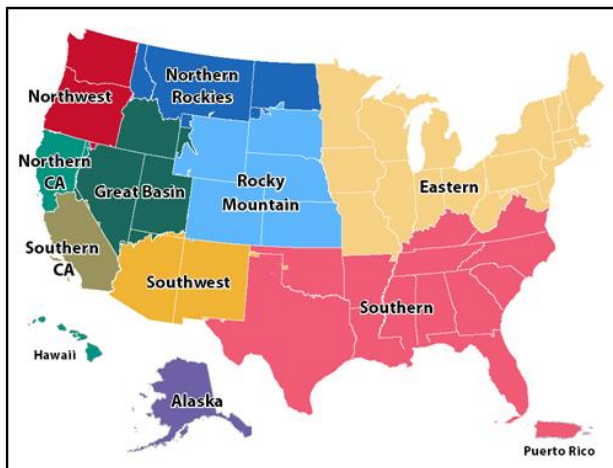 Northwest
Northern
Rockies
Northern
CA
Great Basin
Rocky
Mountain
Eastern
Southern
CA
Southwest
Southern
Hawaii
Alaska
Puerto Rico